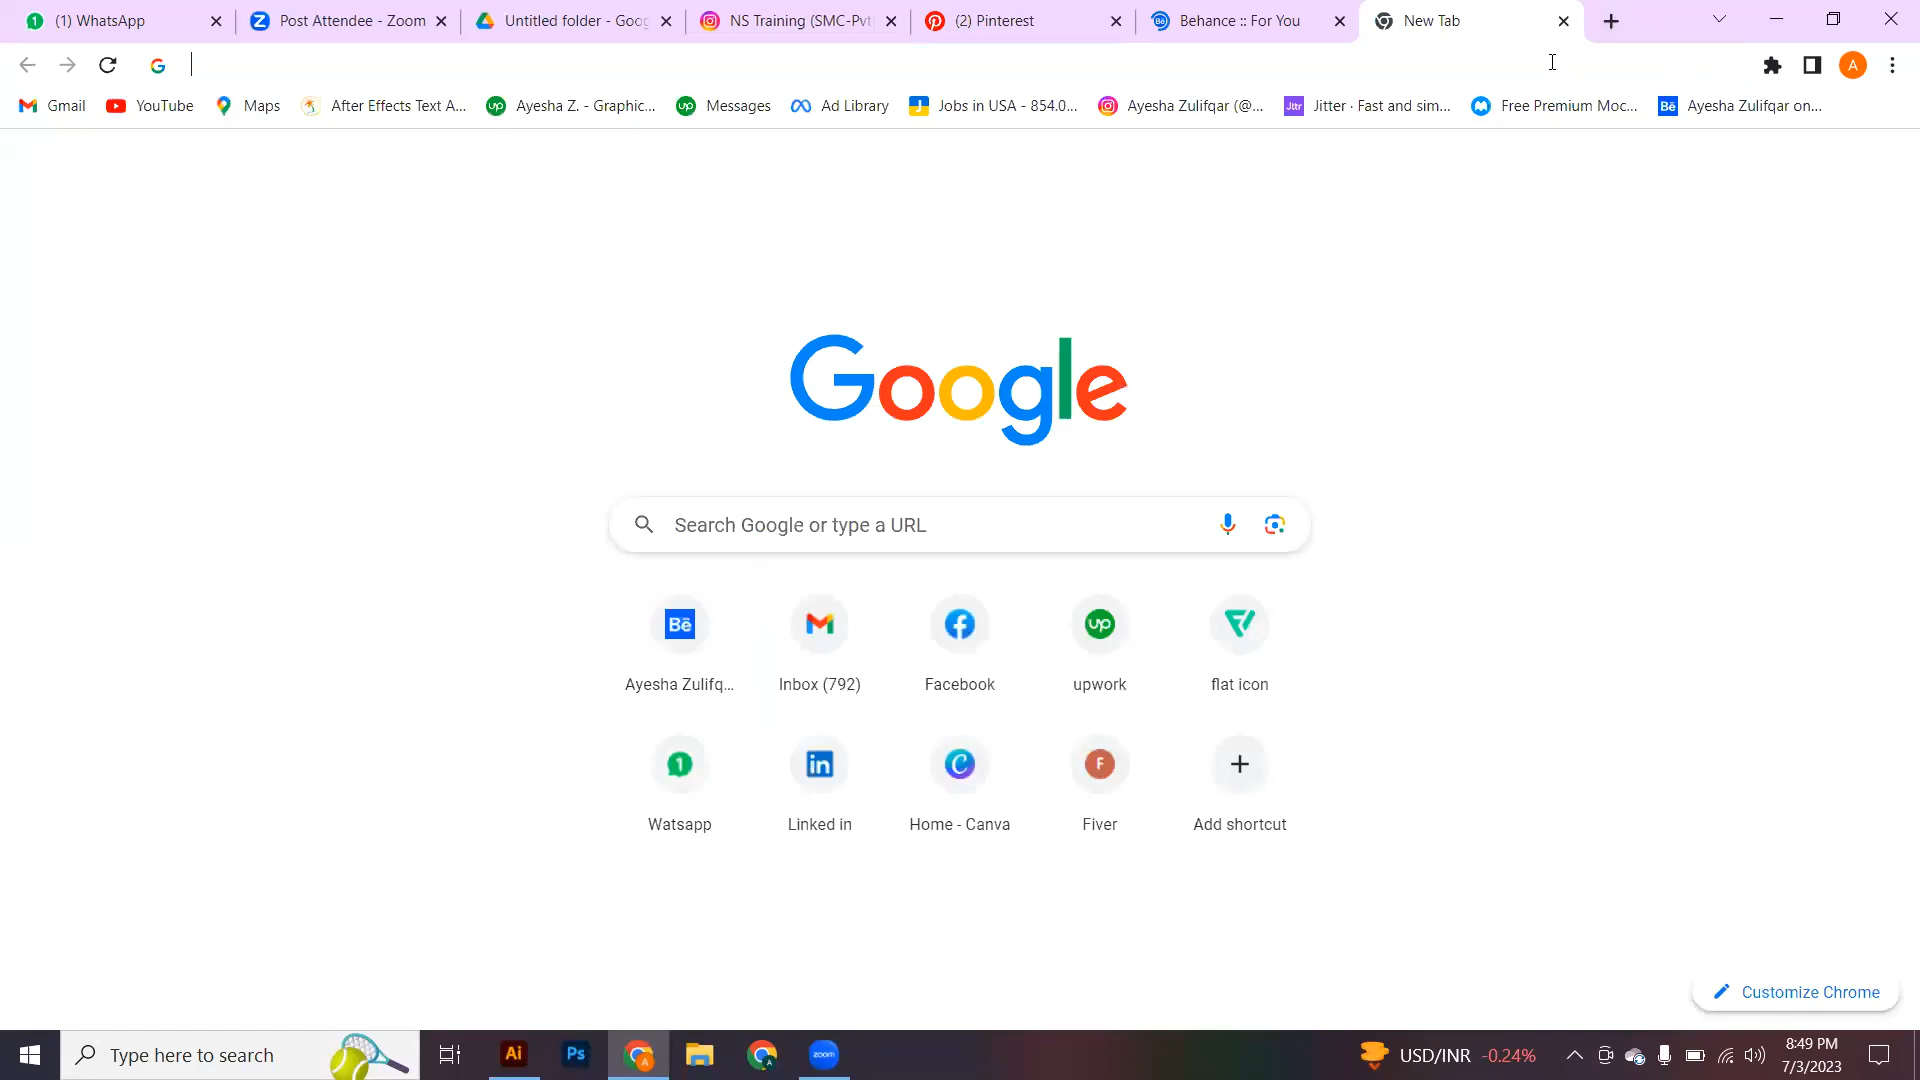 (1) WhatsApp
Post Attendee - Zoom
Untitled folder - Goog
NS Training (SMC-Pvt
(2) Pinterest
Behance :: For You
New Tab
A
Gmail
YouTube
Maps
After Effects Text A...
Ayesha Z. - Graphic...
Messages
Ad Library
Jobs in USA - 854.0...
Ayesha Zulifqar (@...
Jitter · Fast and sim...
Free Premium Moc...
Ayesha Zulifqar on...
Google
Search Google or type a URL
Ayesha Zulifq...
Inbox (792)
Facebook
upwork
flat icon
Watsapp
Linked in
Home - Canva
Fiver
Add shortcut
Customize Chrome
Type here to search
Ai
Ps
zoom
USD/INR -0.24%
8:49 PM
7/3/2023